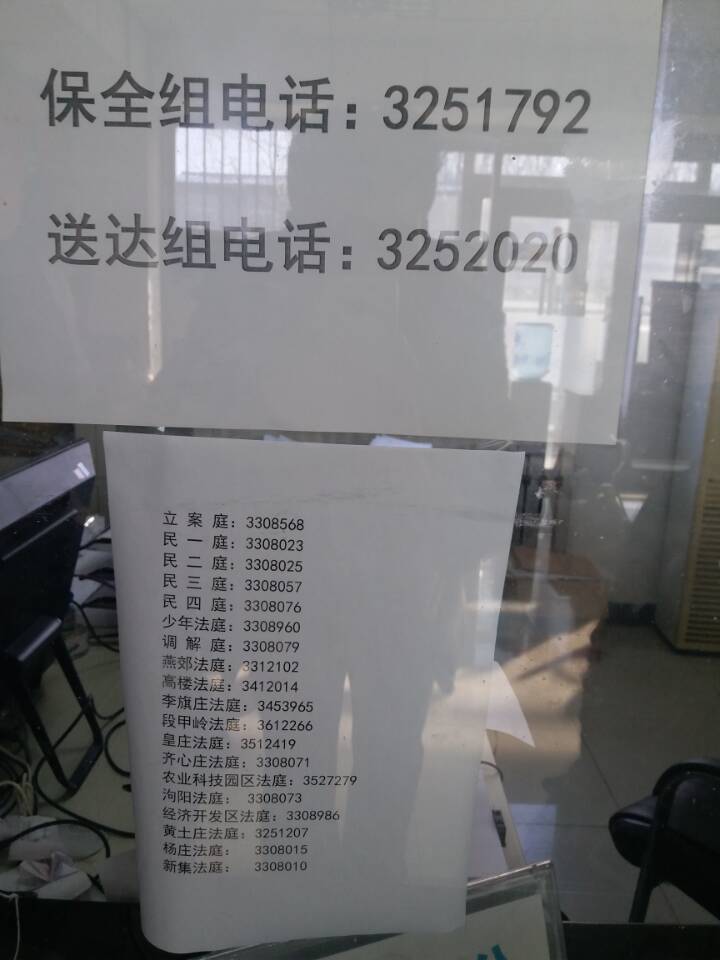 保全组电话：3251792
送达组电话：3252020
立案庭：3308568
民一庭：3308023
民二庭：3308025
民三庭：3308057
民四庭：3308076
少年法庭：3308960
调解庭：3308079
燕郊法庭：3312102
高楼法庭：3412014
李旗庄法庭：3453965
段甲岭法庭：3612266
皇庄法庭：3512419
齐心庄法庭：3308071
农业科技园区法庭：3527279
泃阳法庭：3308073
经济开发区法庭：3308986
黄土庄法庭：3251207
杨庄法庭：3308015
新集法庭：3308010